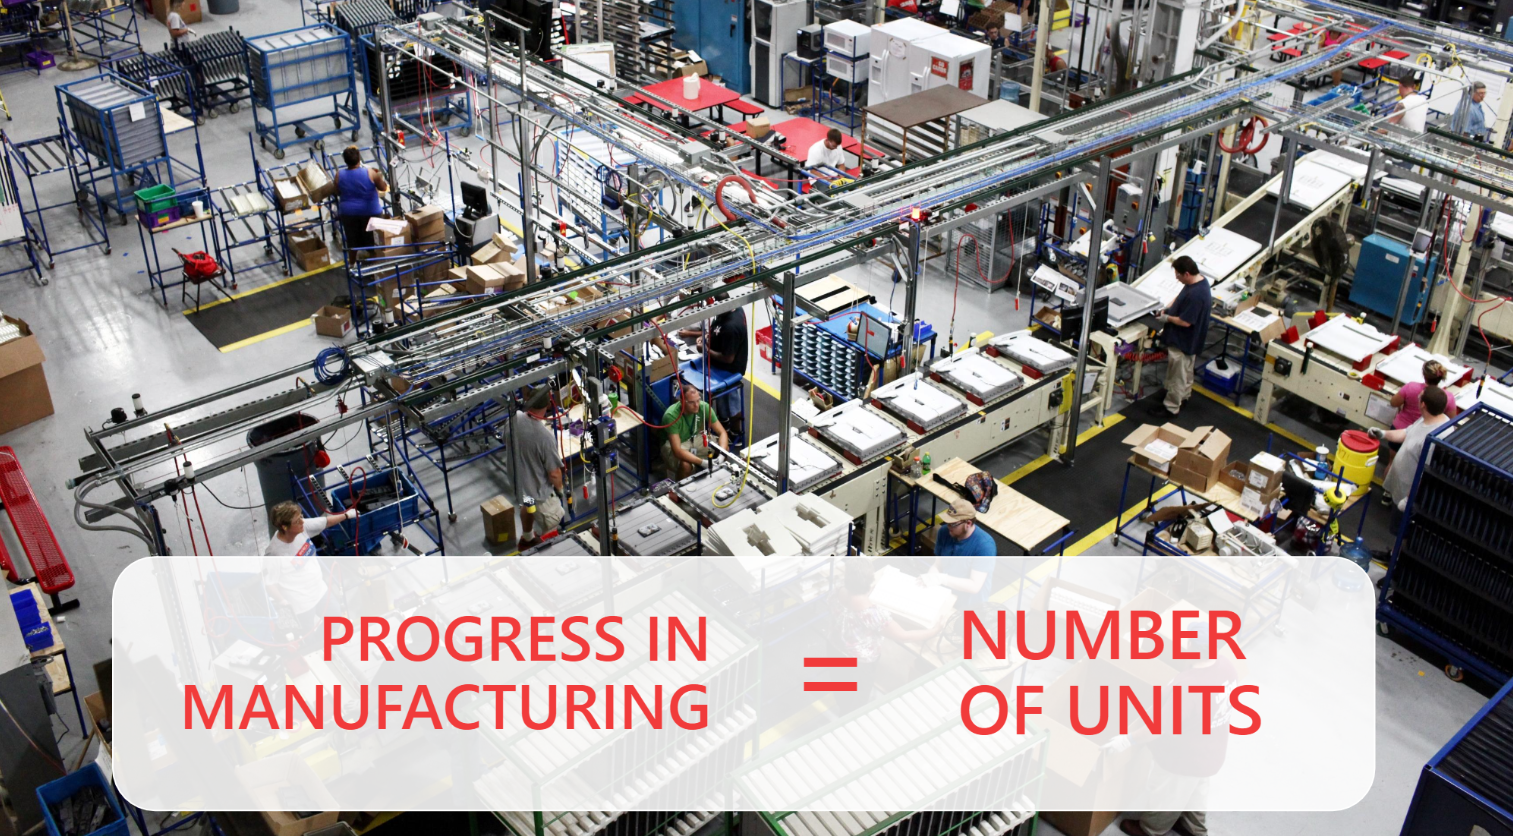 PROGRESS IN
MANUFACTURING
=
NUMBER
OF UNITS